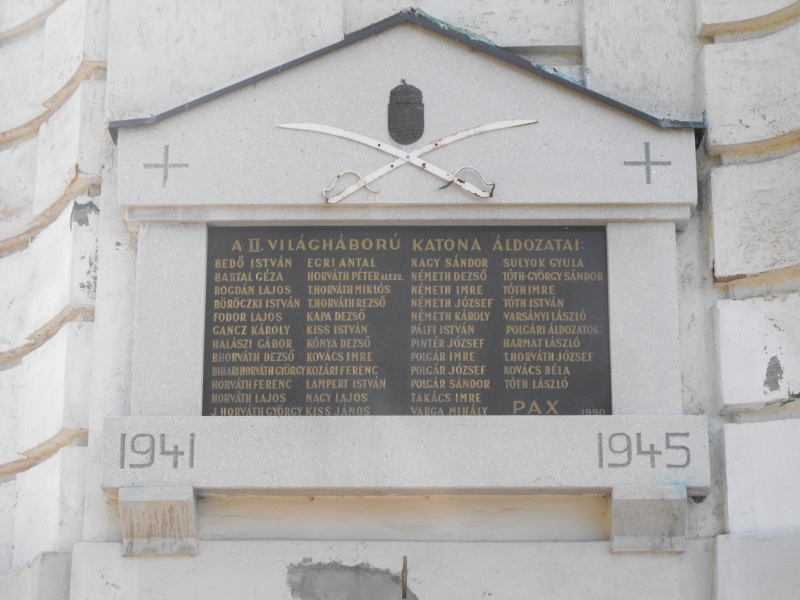 A II. VILÁGHÁBORÚ KATONA ÁLDOZATAI:
BEDŐ ISTVÁN
BARTAL GÉZA
BOGDÁN LAJOS
BÖRÖCZKI ISTVÁN
FODOR LAJOS
GANCZ KÁROLY
HALÁSZI GÁBOR
P.HORVÁTH DEZSŐ
BIHARI HORVÁTH GYÖRGY
HORVÁTH FERENC
HORVÁTH LAJOS
J. HORVÁTH GYÖRGY
EGRI ANTAL
HORVÁTH PÉTER ALEZR.
T.HORVÁTH MIKLÓS
T.HORVÁTH REZSŐ
KAPA DEZSŐ
KISS ISTVÁN
KÓNYA DEZSŐ
KOVÁCS IMRE
KOZÁRI FERENC
LAMPERT ISTVÁN
NAGY LAJOS
KISS JÁNOS
NAGY SÁNDOR
NÉMETH DEZSŐ
NÉMETH IMRE
NÉMETH JÓZSEF
NÉMETH KÁROLY
PÁLFI ISTVÁN
PINTÉR JÓZSEF
POLGÁR IMRE
POLGÁR JÓZSEF
POLGÁR SÁNDOR
TAKÁCS IMRE
VARGA MIHÁLY
SULYOK GYULA
TÓTH-GYÖRGY SÁNDOR
TÓTH IMRE
TÓTH ISTVÁN
VARSÁNYI LÁSZLÓ
POLGÁRI ÁLDOZATOK:
HARMAT LÁSZLÓ
T.HORVÁTH JÓZSEF
KOVÁCS BÉLA
TÓTH LÁSZLÓ
PAX 1990
1941 1945